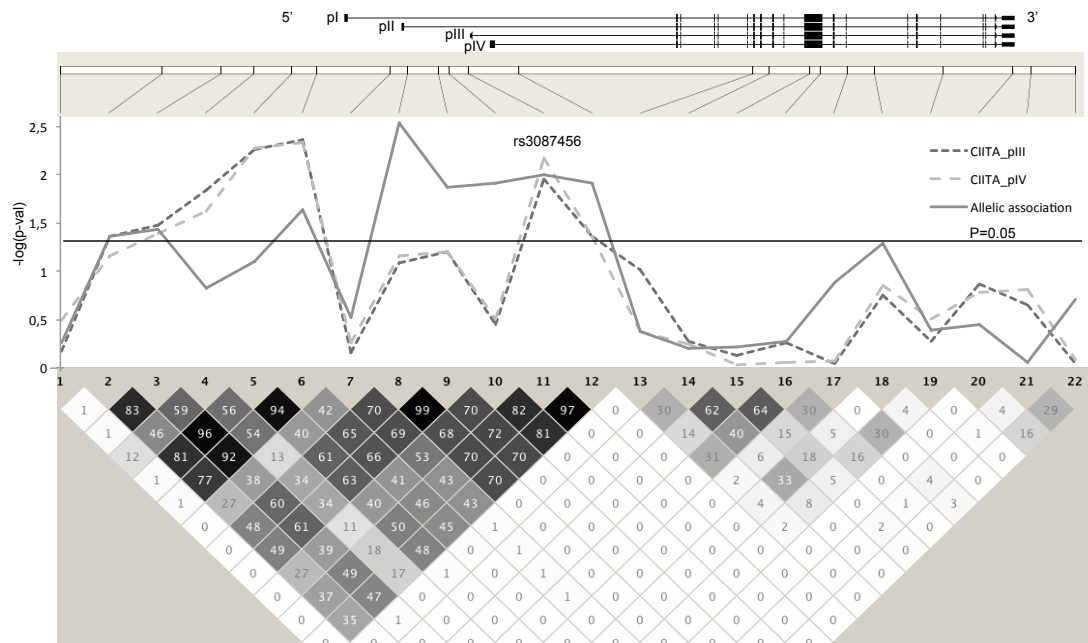 5' pI 3'
pII
pIII
pIV
2,5
rs3087456
2
CIITA_pIII
CIITA_pIV
1,5
Allelic association
P=0.05
1
0,5
0
-log(p-val)
1 2 3 4 5 6 7 8 9 10 11 12 13 14 15 16 17 18 19 20 21 22
1 83 59 56 94 42 70 99 70 82 97 0 30 62 64 30 0 4 0 4 29
1 46 96 54 40 65 69 68 72 81 0 0 14 40 15 5 30 0 1 16
12 81 92 13 61 66 53 70 70 0 0 0 31 6 18 16 0 0 0
1 77 38 34 63 41 43 70 0 0 0 0 2 33 5 0 4 0
1 27 60 34 40 46 43 0 0 0 0 0 4 8 0 1 3
0 48 61 11 50 45 1 0 0 0 0 0 2 0 2 0
0 49 39 18 48 0 1 0 0 0 0 0 0 0 0
0 27 49 17 1 0 1 0 0 0 0 0 0 0
0 37 47 0 0 0 1 0 0 0 0 0 0
0 35 1 0 0 0 0 0 0 0 0 0